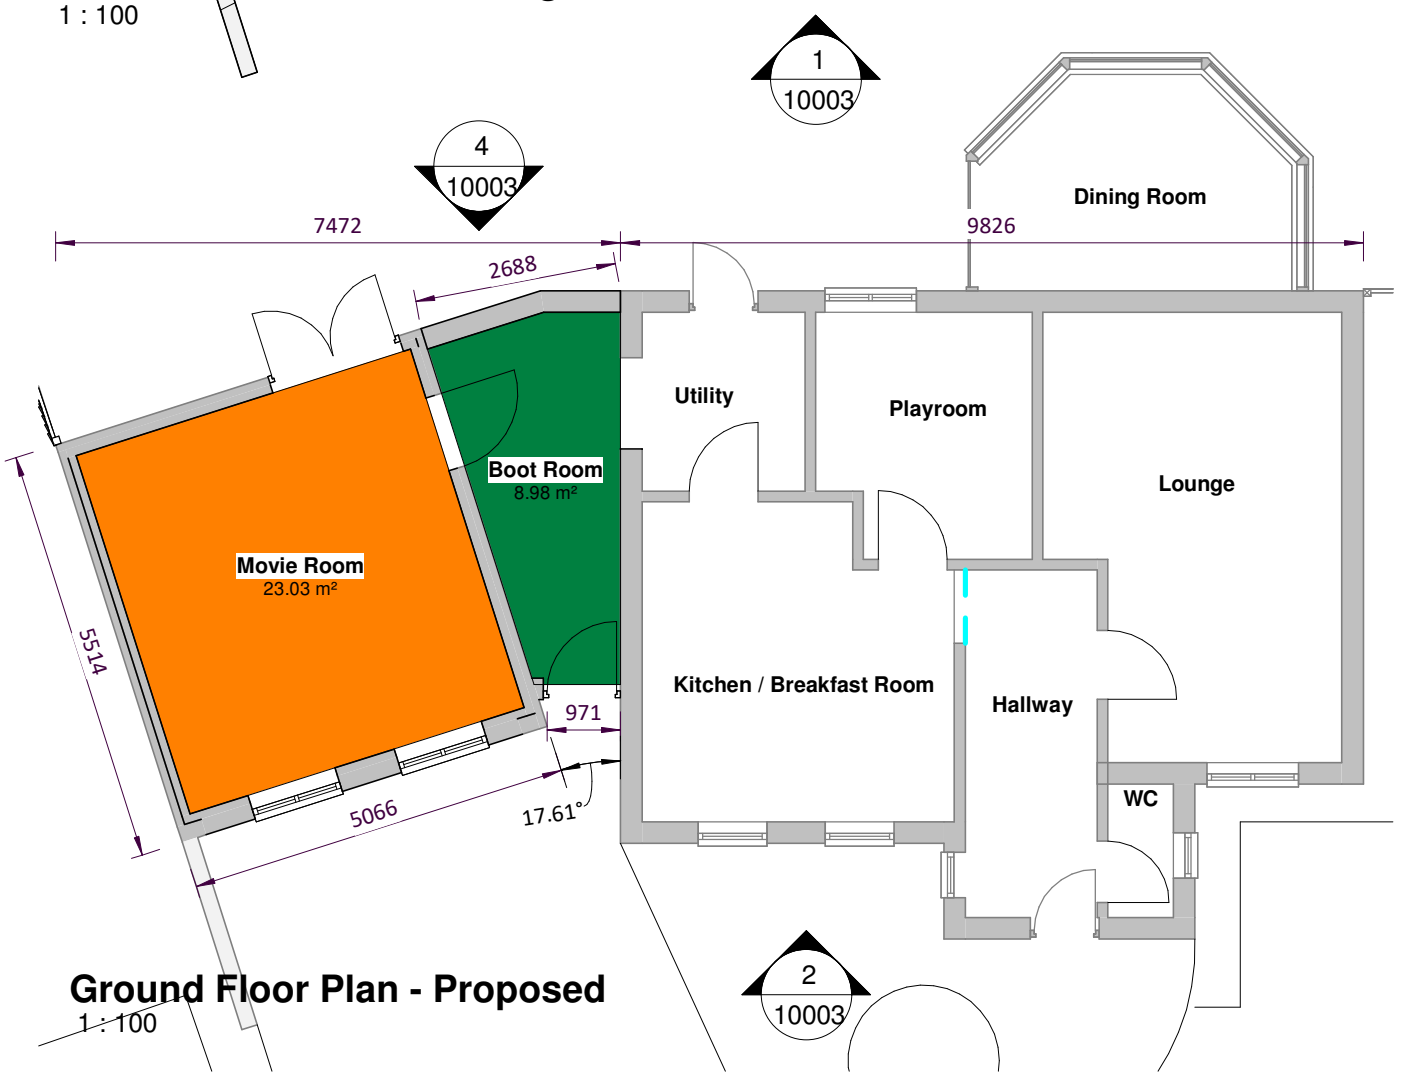 1 : 100
1
10003
4
10003
Dining Room
7472
9826
2688
Utility
Playroom
Boot Room
8.98 m²
Lounge
Movie Room
23.03 m²
5514
Kitchen / Breakfast Room
Hallway
971
WC
5066
17.61°
2
10003
Ground Floor Plan - Proposed
1 : 100